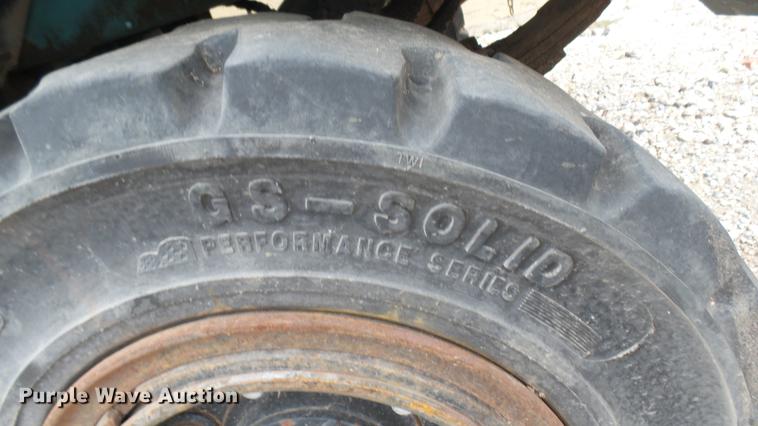 TWI
GS-SOLID
PERFORMANCE SERIES
Purple Wave Auction